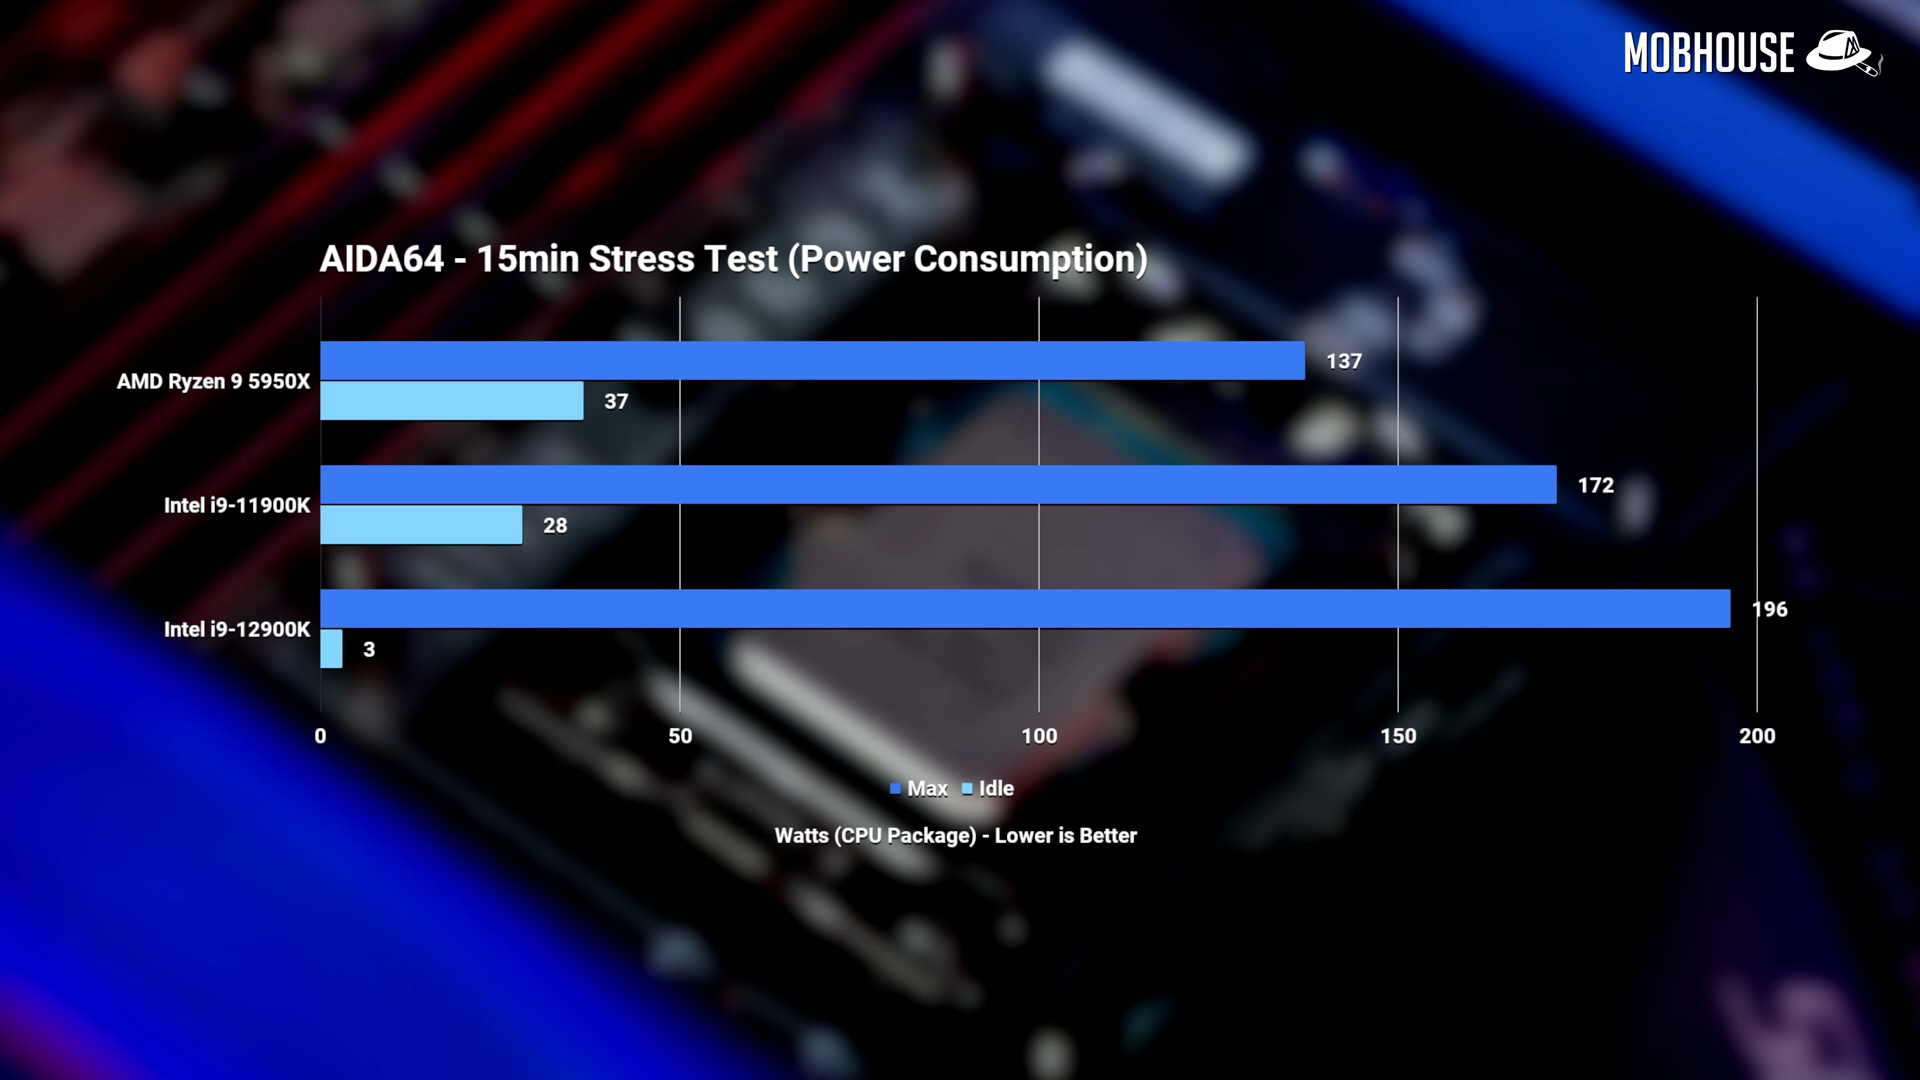 MOBHOUSE
AIDA64 - 15min Stress Test (Power Consumption)
AMD Ryzen 9 5950X
137
37
Intel i9-11900K
172
28
Intel i9-12900K
196
3
0 50 100 150 200
Max Idle
Watts (CPU Package) - Lower is Better